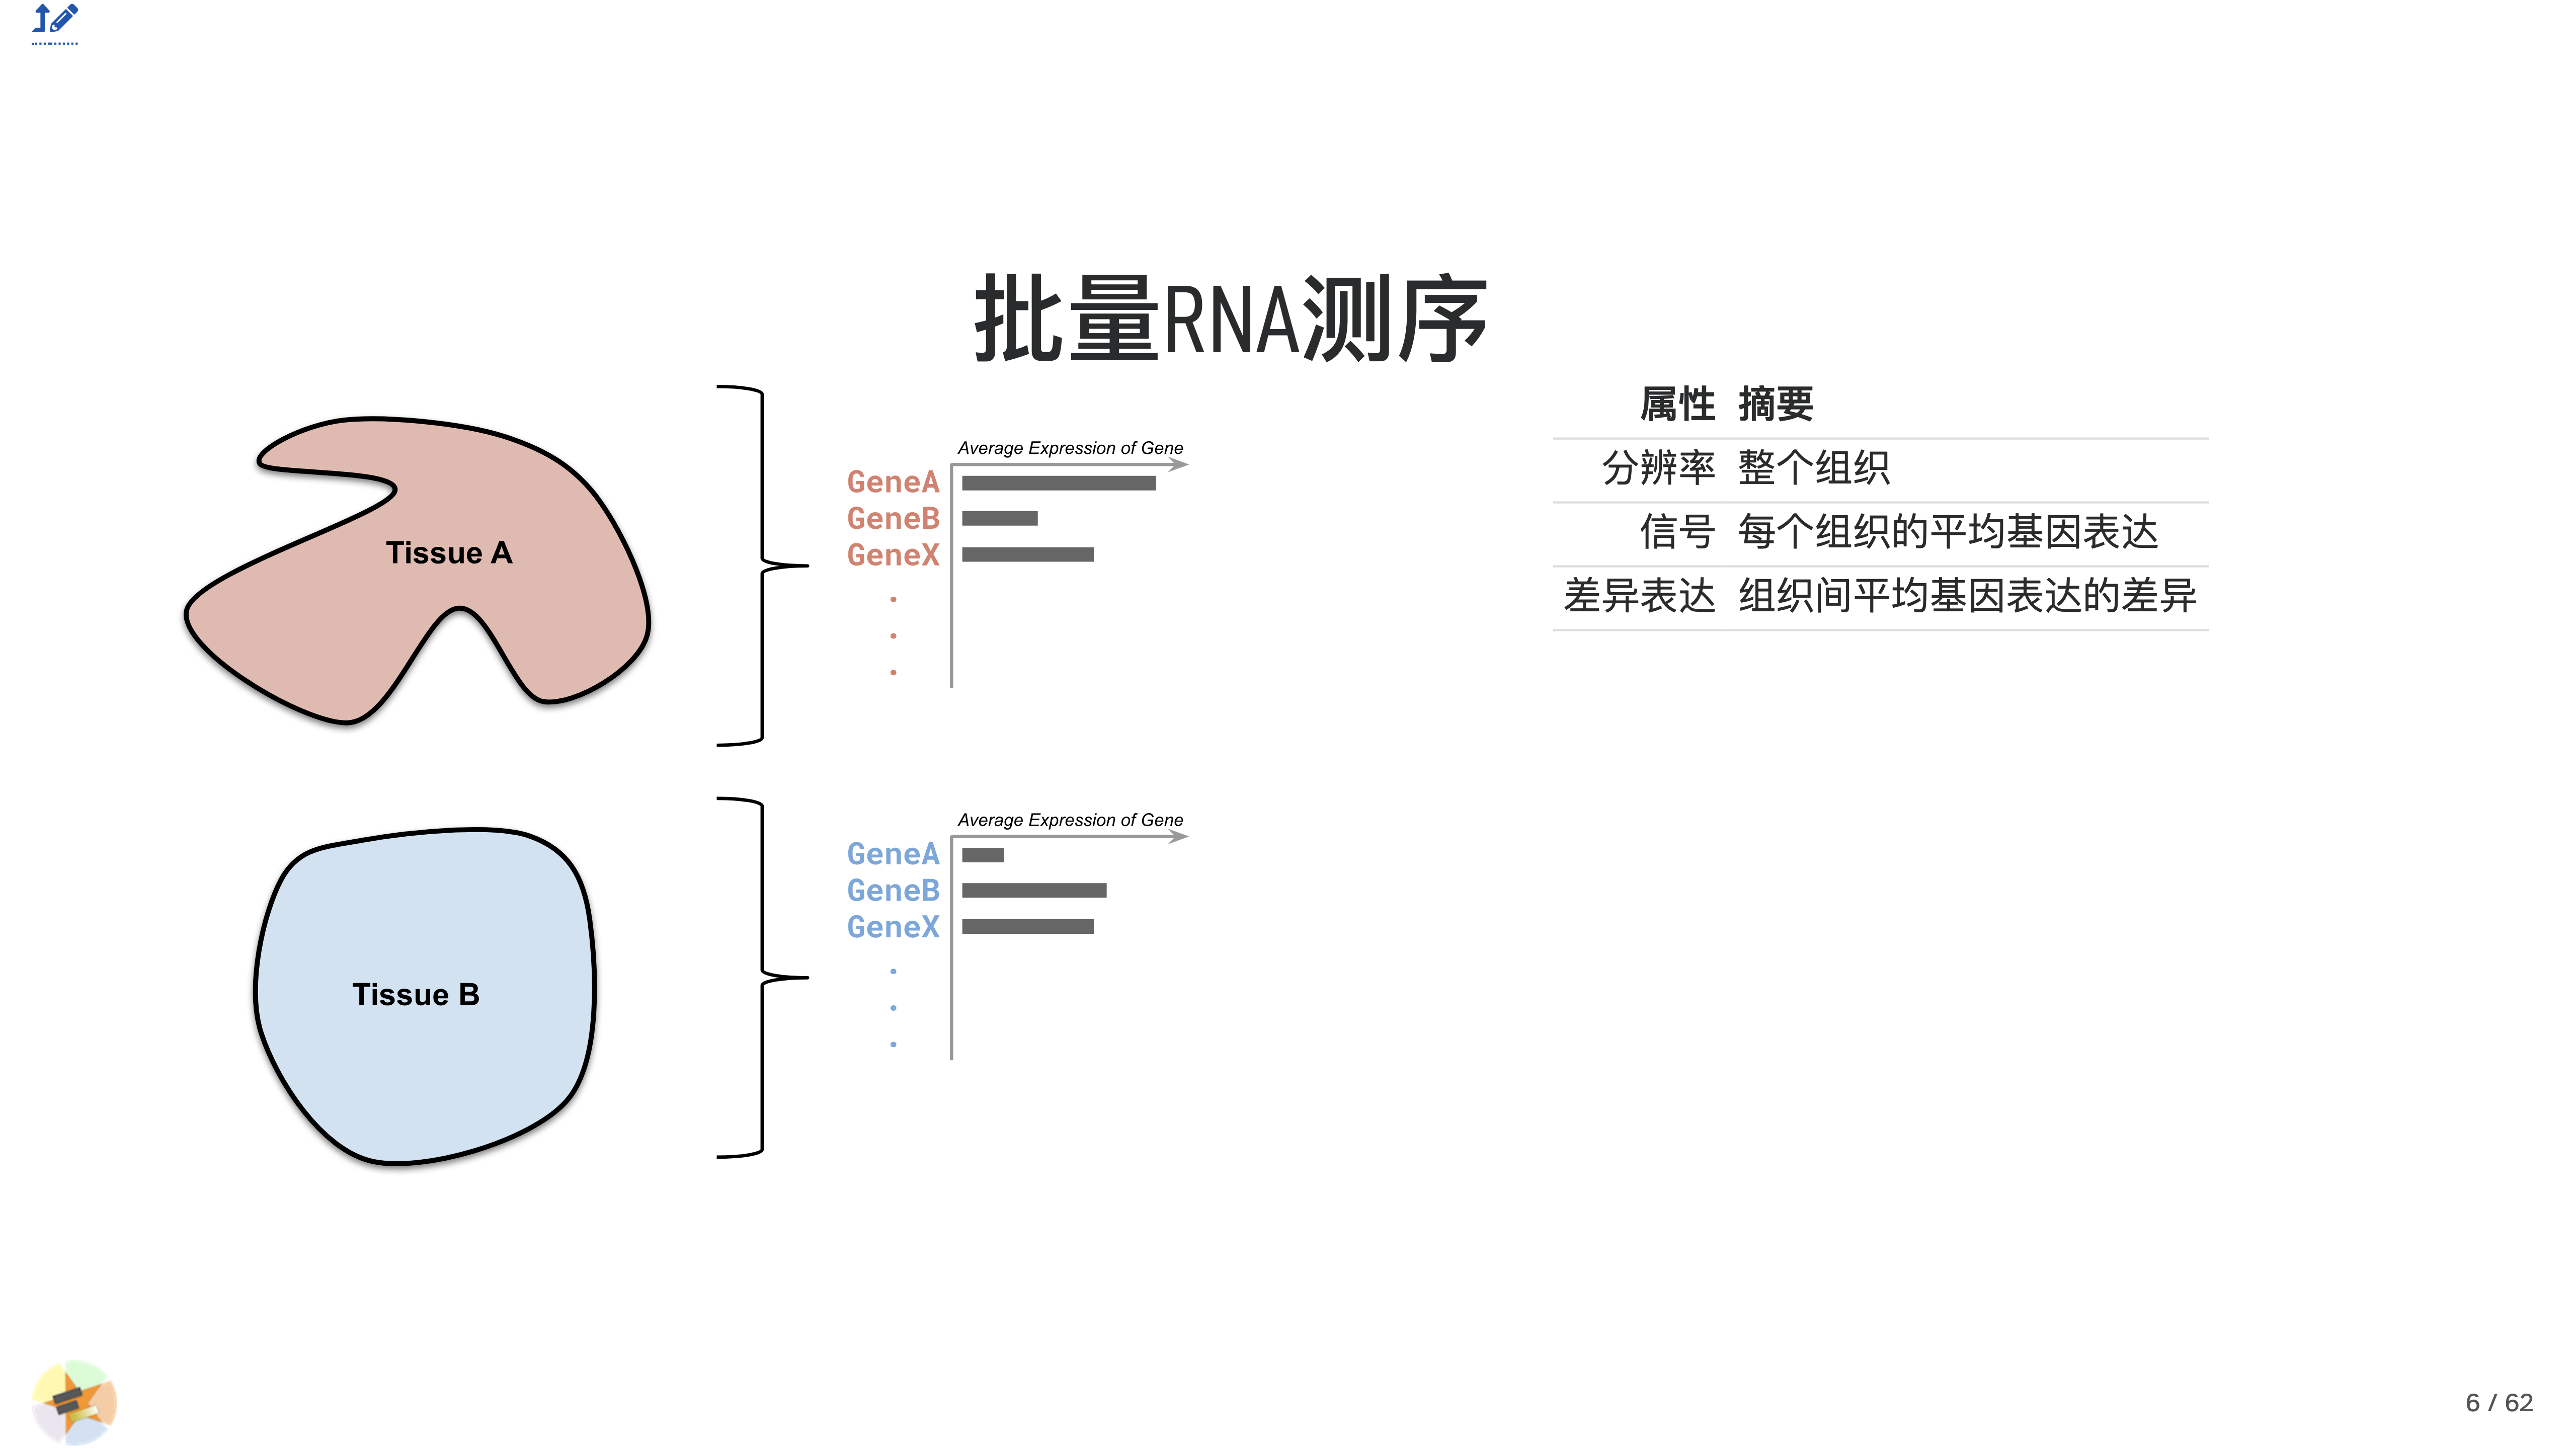 批量RNA测序
Tissue A
Average Expression of Gene
GeneA
GeneB
GeneX
.
.
.
Tissue B
Average Expression of Gene
GeneA
GeneB
GeneX
.
.
.
属性 摘要
分辨率 整个组织
信号 每个组织的平均基因表达
差异表达 组织间平均基因表达的差异
6 / 62